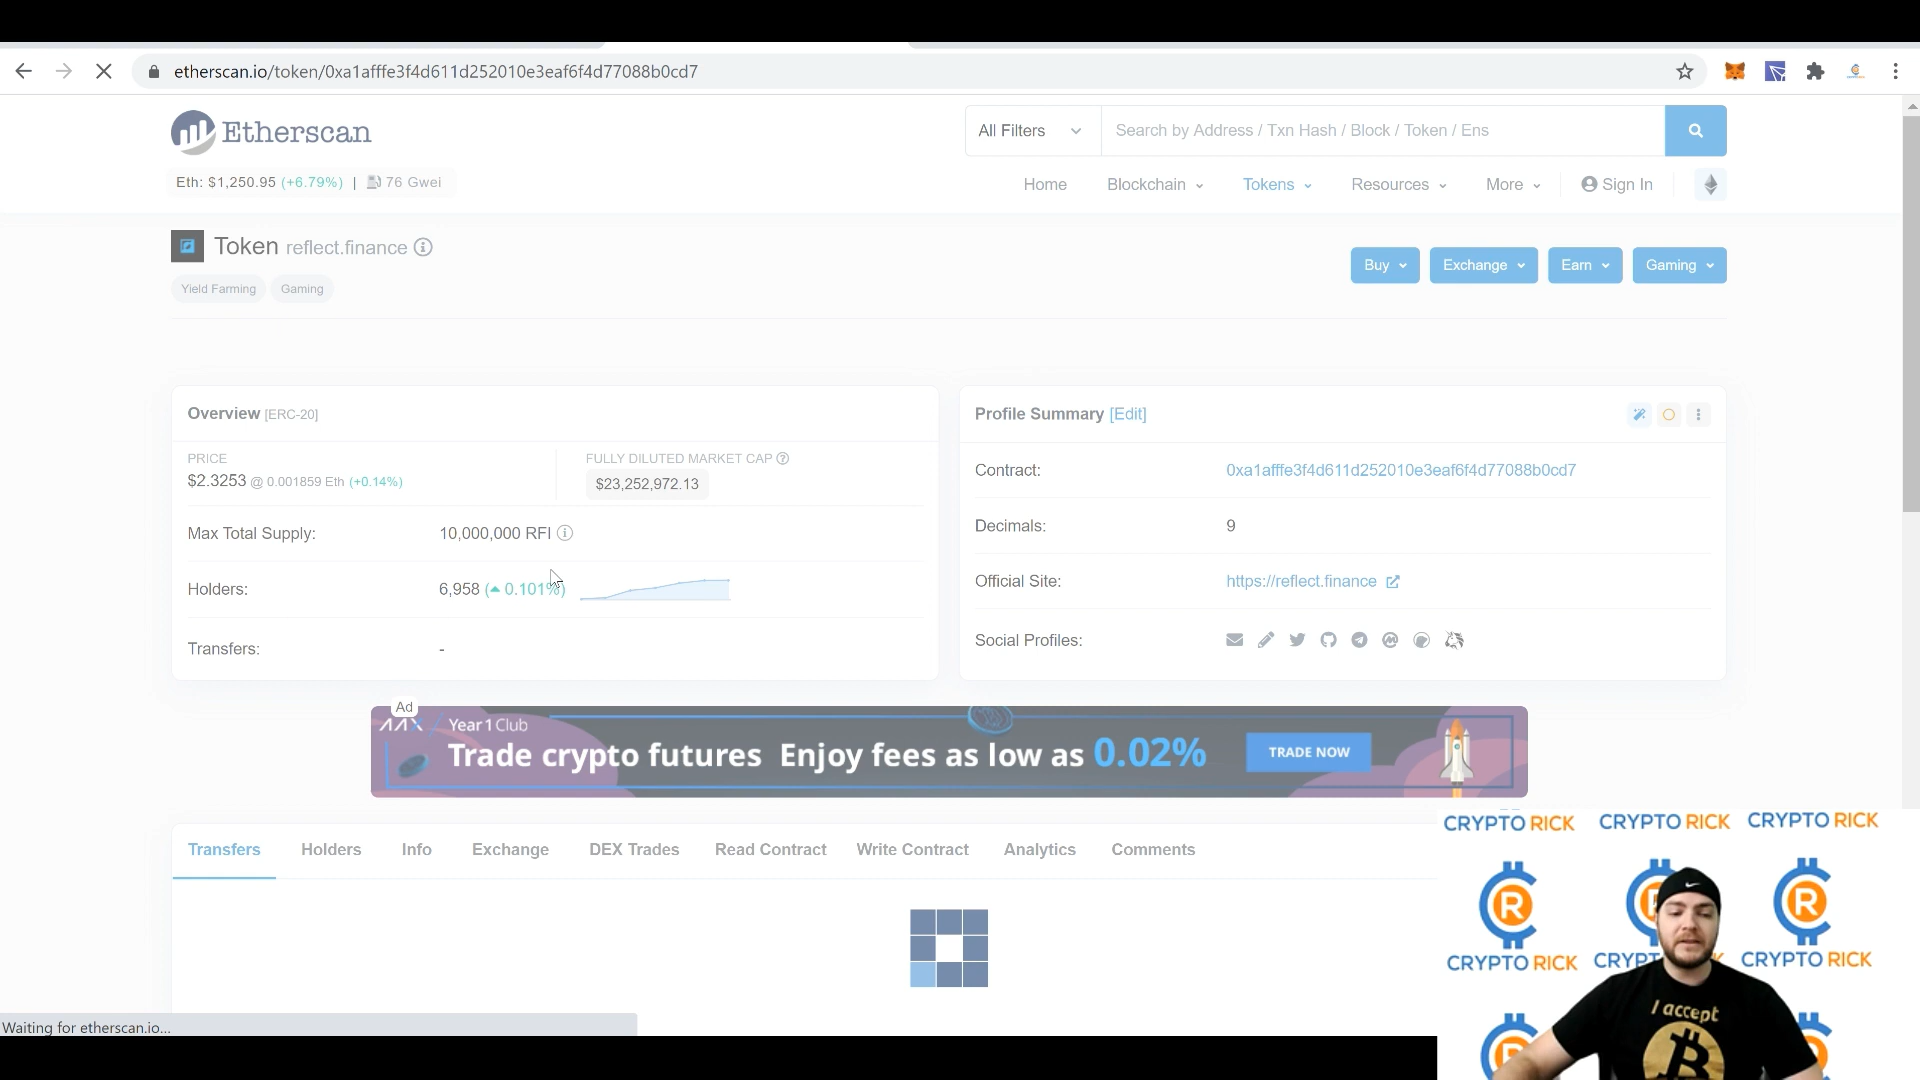 etherscan.io/token/0xa1afffe3f4d611d252010e3eaf6f4d77088b0cd7
Etherscan
All Filters
Search by Address / Txn Hash / Block / Token / Ens
Eth: $1,250.95 (+6.79%) | 76 Gwei
Home Blockchain Tokens Resources More Sign In
Token reflect.finance
Yield Farming Gaming
Buy Exchange Earn Gaming
Overview [ERC-20]
PRICE
$2.3253 @ 0.001859 Eth (+0.14%)
FULLY DILUTED MARKET CAP
$23,252,972.13
Max Total Supply: 10,000,000 RFI
Holders: 6,958 (0.101%)
Transfers: -
Profile Summary [Edit]
Contract: 0xa1afffe3f4d611d252010e3eaf6f4d77088b0cd7
Decimals: 9
Official Site: https://reflect.finance
Social Profiles:
Ad
AAX Year 1 Club
Trade crypto futures Enjoy fees as low as 0.02%
TRADE NOW
Transfers Holders Info Exchange DEX Trades Read Contract Write Contract Analytics Comments
Waiting for etherscan.io...
CRYPTO RICK CRYPTO RICK CRYPTO RICK
CRYPTO RICK CRYPT K CRYPTO RICK
I accept